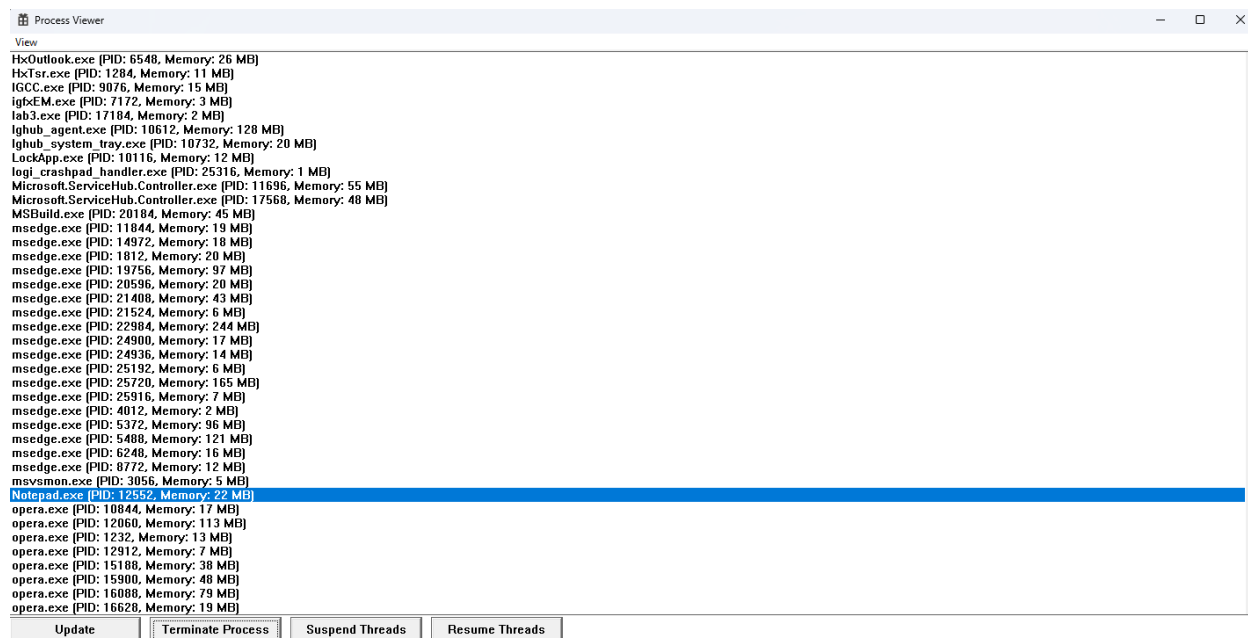 Process Viewer
View
HxOutlook.exe (PID: 6548, Memory: 26 MB)
HxTsr.exe (PID: 1284, Memory: 11 MB)
IGCC.exe (PID: 9076, Memory: 15 MB)
igfxEM.exe (PID: 7172, Memory: 3 MB)
lab3.exe (PID: 17184, Memory: 2 MB)
lghub_agent.exe (PID: 10612, Memory: 128 MB)
lghub_system_tray.exe (PID: 10732, Memory: 20 MB)
LockApp.exe (PID: 10116, Memory: 12 MB)
logi_crashpad_handler.exe (PID: 25316, Memory: 1 MB)
Microsoft.ServiceHub.Controller.exe (PID: 11696, Memory: 55 MB)
Microsoft.ServiceHub.Controller.exe (PID: 17568, Memory: 48 MB)
MSBuild.exe (PID: 20184, Memory: 45 MB)
msedge.exe (PID: 11844, Memory: 19 MB)
msedge.exe (PID: 14972, Memory: 18 MB)
msedge.exe (PID: 1812, Memory: 20 MB)
msedge.exe (PID: 19756, Memory: 97 MB)
msedge.exe (PID: 20596, Memory: 20 MB)
msedge.exe (PID: 21408, Memory: 43 MB)
msedge.exe (PID: 21524, Memory: 6 MB)
msedge.exe (PID: 22984, Memory: 244 MB)
msedge.exe (PID: 24900, Memory: 17 MB)
msedge.exe (PID: 24936, Memory: 14 MB)
msedge.exe (PID: 25192, Memory: 6 MB)
msedge.exe (PID: 25720, Memory: 165 MB)
msedge.exe (PID: 25916, Memory: 7 MB)
msedge.exe (PID: 4012, Memory: 2 MB)
msedge.exe (PID: 5372, Memory: 96 MB)
msedge.exe (PID: 5488, Memory: 121 MB)
msedge.exe (PID: 6248, Memory: 16 MB)
msedge.exe (PID: 8772, Memory: 12 MB)
msvsmon.exe (PID: 3056, Memory: 5 MB)
Notepad.exe (PID: 12552, Memory: 22 MB)
opera.exe (PID: 10844, Memory: 17 MB)
opera.exe (PID: 12060, Memory: 113 MB)
opera.exe (PID: 1232, Memory: 13 MB)
opera.exe (PID: 12912, Memory: 7 MB)
opera.exe (PID: 15188, Memory: 38 MB)
opera.exe (PID: 15900, Memory: 48 MB)
opera.exe (PID: 16088, Memory: 79 MB)
opera.exe (PID: 16628, Memory: 19 MB)
Update Terminate Process Suspend Threads Resume Threads